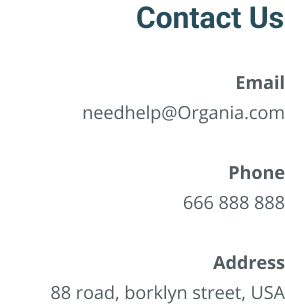 Contact Us
Email
needhelp@Organia.com
Phone
666 888 888
Address
88 road, borklyn street, USA